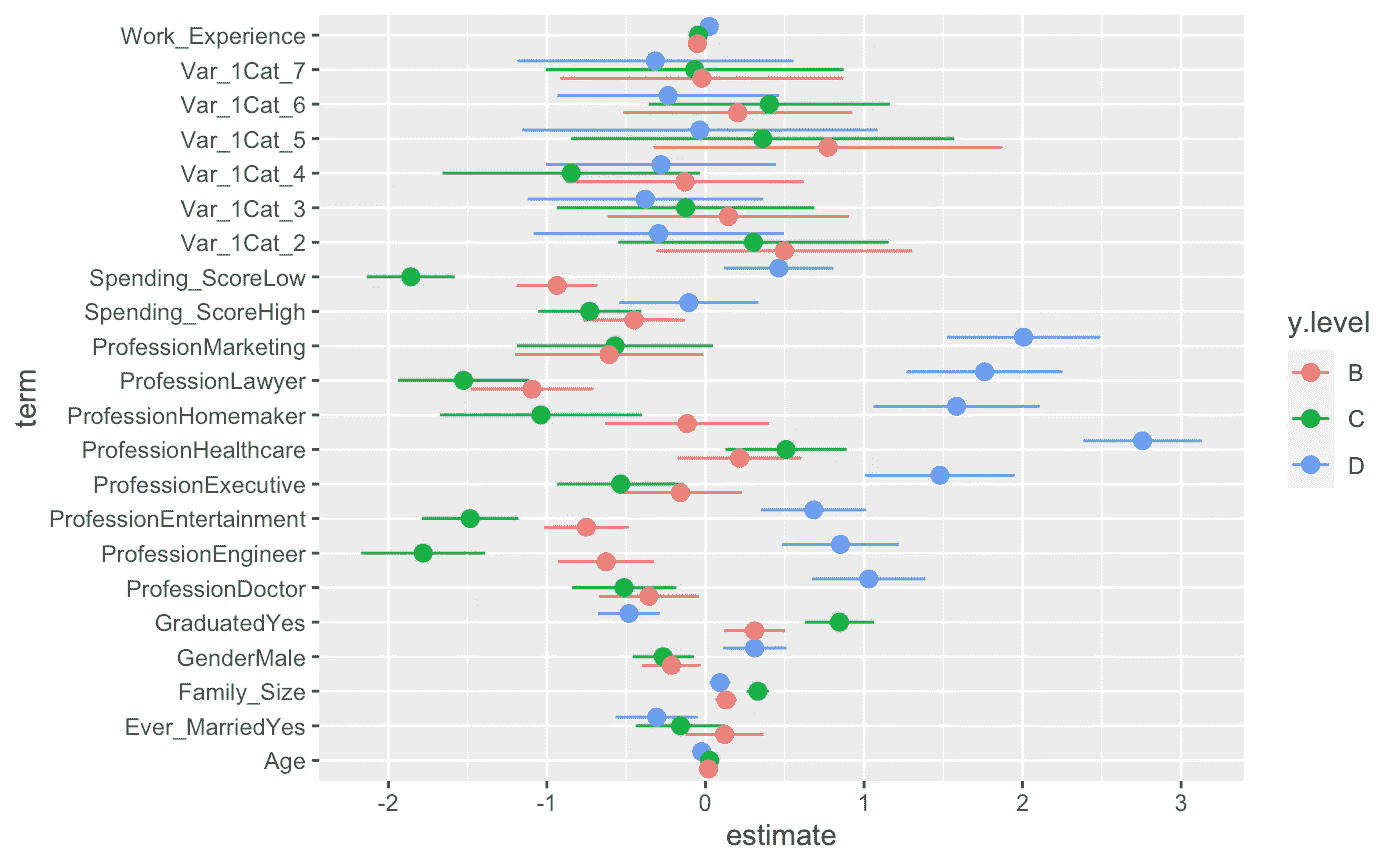 Work_Experience
Var_1Cat_7
Var_1Cat_6
Var_1Cat_5
Var_1Cat_4
Var_1Cat_3
Var_1Cat_2
Spending_ScoreLow
Spending_ScoreHigh
ProfessionMarketing
ProfessionLawyer
ProfessionHomemaker
ProfessionHealthcare
ProfessionExecutive
ProfessionEntertainment
ProfessionEngineer
ProfessionDoctor
GraduatedYes
GenderMale
Family_Size
Ever_MarriedYes
Age
term
-2 -1 0 1 2 3
estimate
y.level
B
C
D